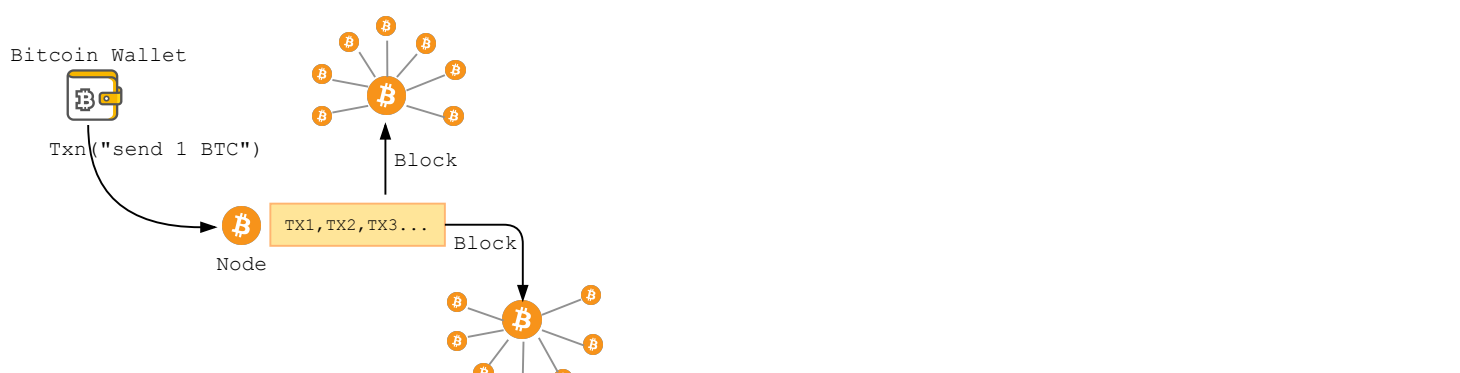 Bitcoin Wallet
Txn("send 1 BTC")
Block
TX1,TX2,TX3...
Block
Node